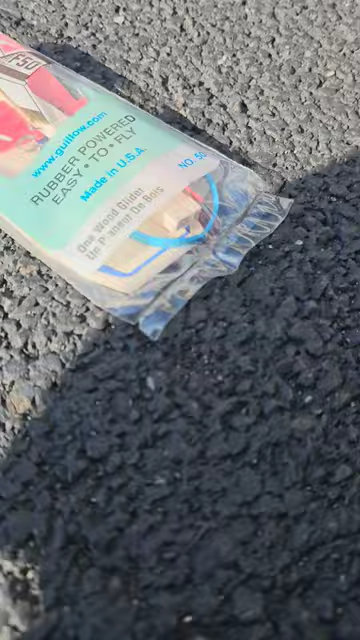 FSC
www.guillow.com
RUBBER POWERED
EASY • TO • FLY
Made in U.S.A.
NO. 50
One Wood Glider
Un Planeur De Bois